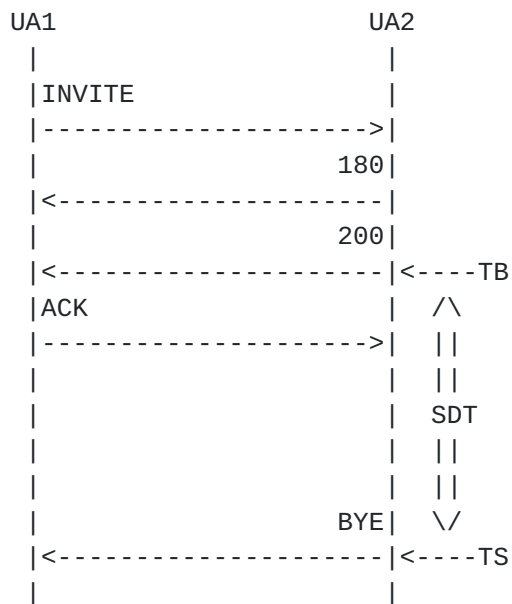 UA1                 UA2
 |                   |
 |INVITE             |
 |------------------>|
 |                180|
 |<------------------|
 |                200|
 |<------------------|<----TB
 |ACK                |  /\
 |------------------>|  ||
 |                   |  ||
 |                   |  SDT
 |                   |  ||
 |                   |  ||
 |                BYE|  \/
 |<------------------|<----TS
 |                   |